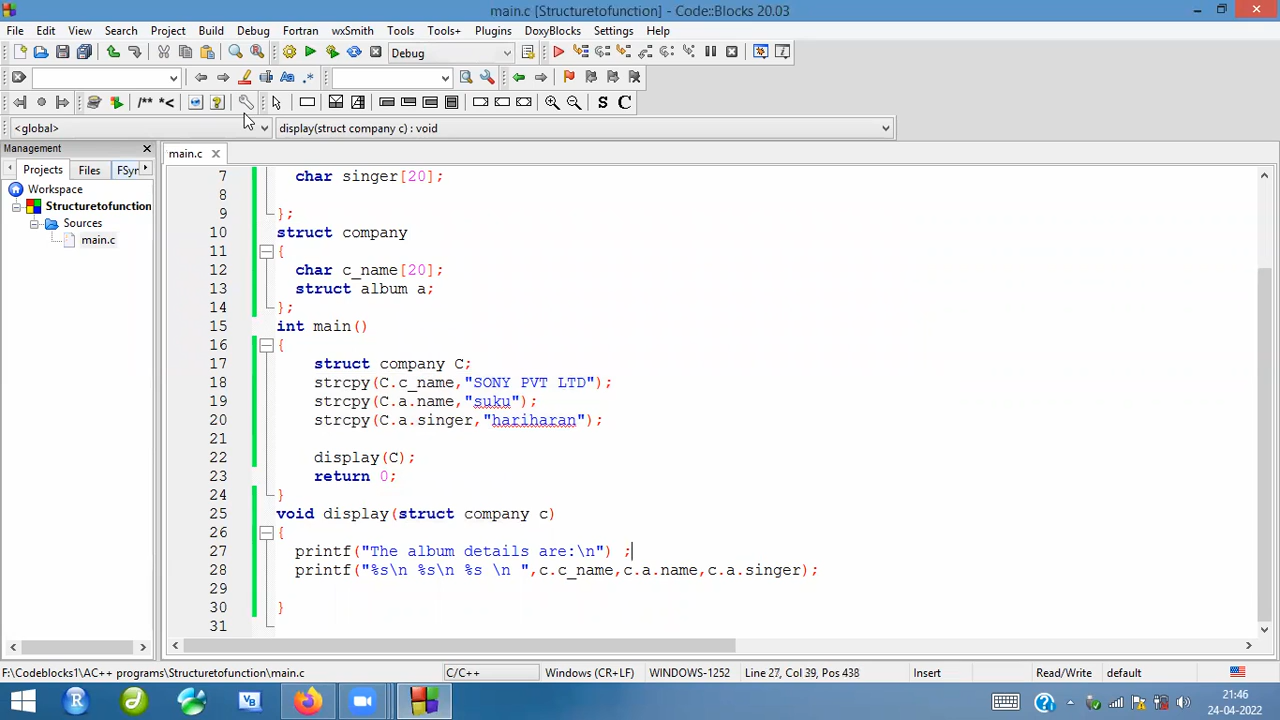 main.c [Structuretofunction] - Code::Blocks 20.03
File Edit View Search Project Build Debug Fortran wxSmith Tools Tools+ Plugins DoxyBlocks Settings Help
Debug
/** *< S C
<global> display(struct company c) : void
Management
Projects Files FSyr
main.c
Workspace
Structuretofunction
Sources
main.c
7 char singer[20];
8
9 };
10 struct company
11 {
12 char c_name[20];
13 struct album a;
14 };
15 int main()
16 {
17 struct company C;
18 strcpy(C.c_name,"SONY PVT LTD");
19 strcpy(C.a.name,"suku");
20 strcpy(C.a.singer,"hariharan");
21
22 display(C);
23 return 0;
24 }
25 void display(struct company c)
26 {
27 printf("The album details are:\n") ;
28 printf("%s\n %s\n %s \n ",c.c_name,c.a.name,c.a.singer);
29
30 }
31
F:\Codeblocks1\AC++ programs\Structuretofunction\main.c C/C++ Windows (CR+LF) WINDOWS-1252 Line 27, Col 39, Pos 438 Insert Read/Write default
21:46
24-04-2022